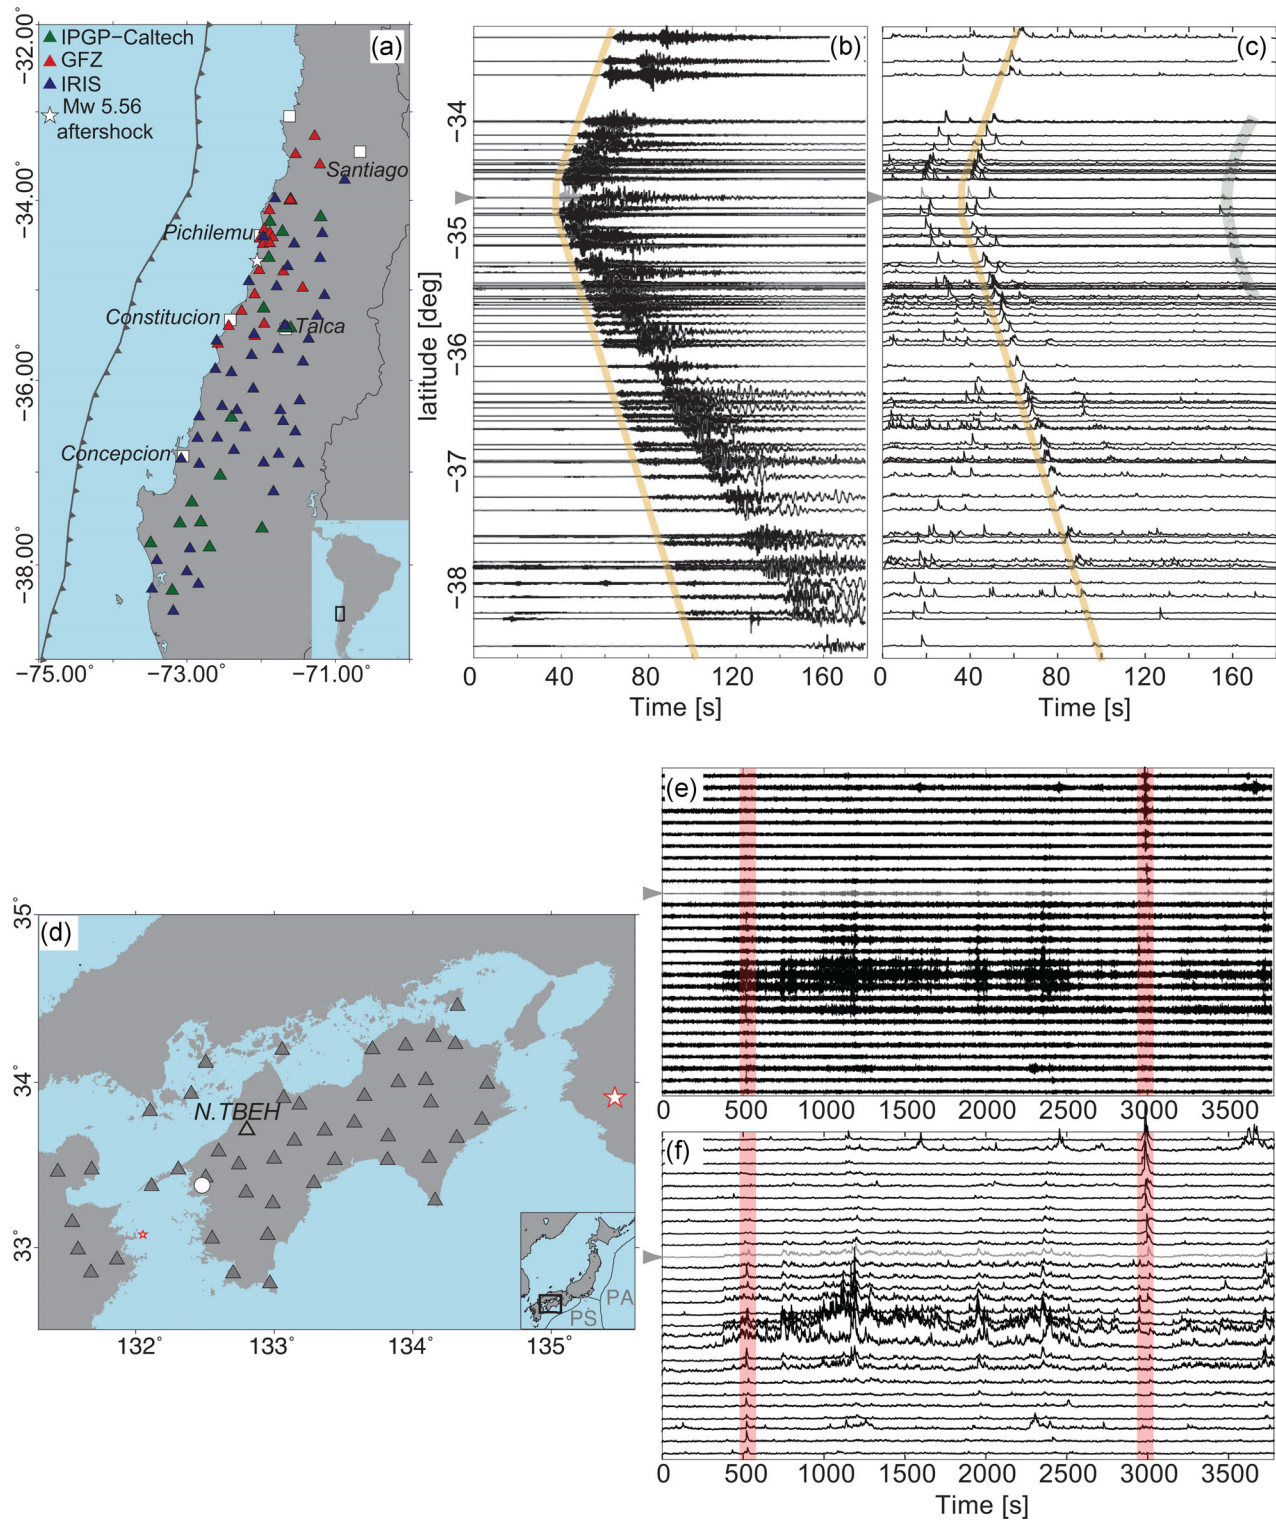 (a)
IPGP−Caltech
GFZ
IRIS
Mw 5.56
aftershock
−32.00°
−34.00°
−36.00°
−38.00°
Santiago
Pichilemu
Constitucion
Talca
Concepcion
−75.00°
−73.00°
−71.00°
(b)
latitude [deg]
−34
−35
−36
−37
−38
0
40
80
120
160
Time [s]
(c)
0
40
80
120
160
Time [s]
(d)
35°
34°
33°
N.TBEH
PA
PS
132°
133°
134°
135°
(e)
0
500
1000
1500
2000
2500
3000
3500
(f)
0
500
1000
1500
2000
2500
3000
3500
Time [s]